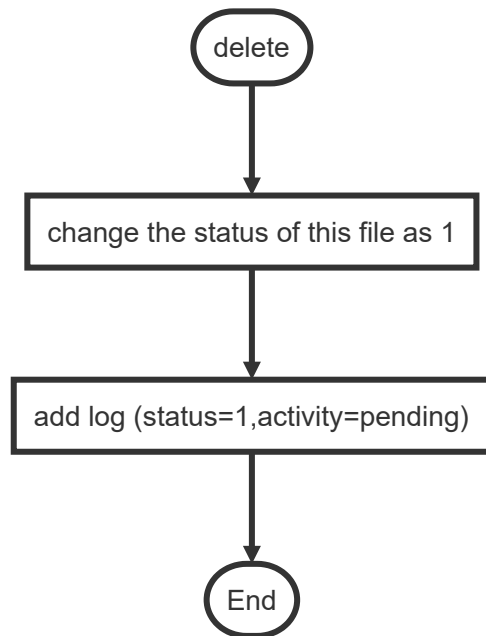 delete
change the status of this file as 1
add log (status=1,activity=pending)
End